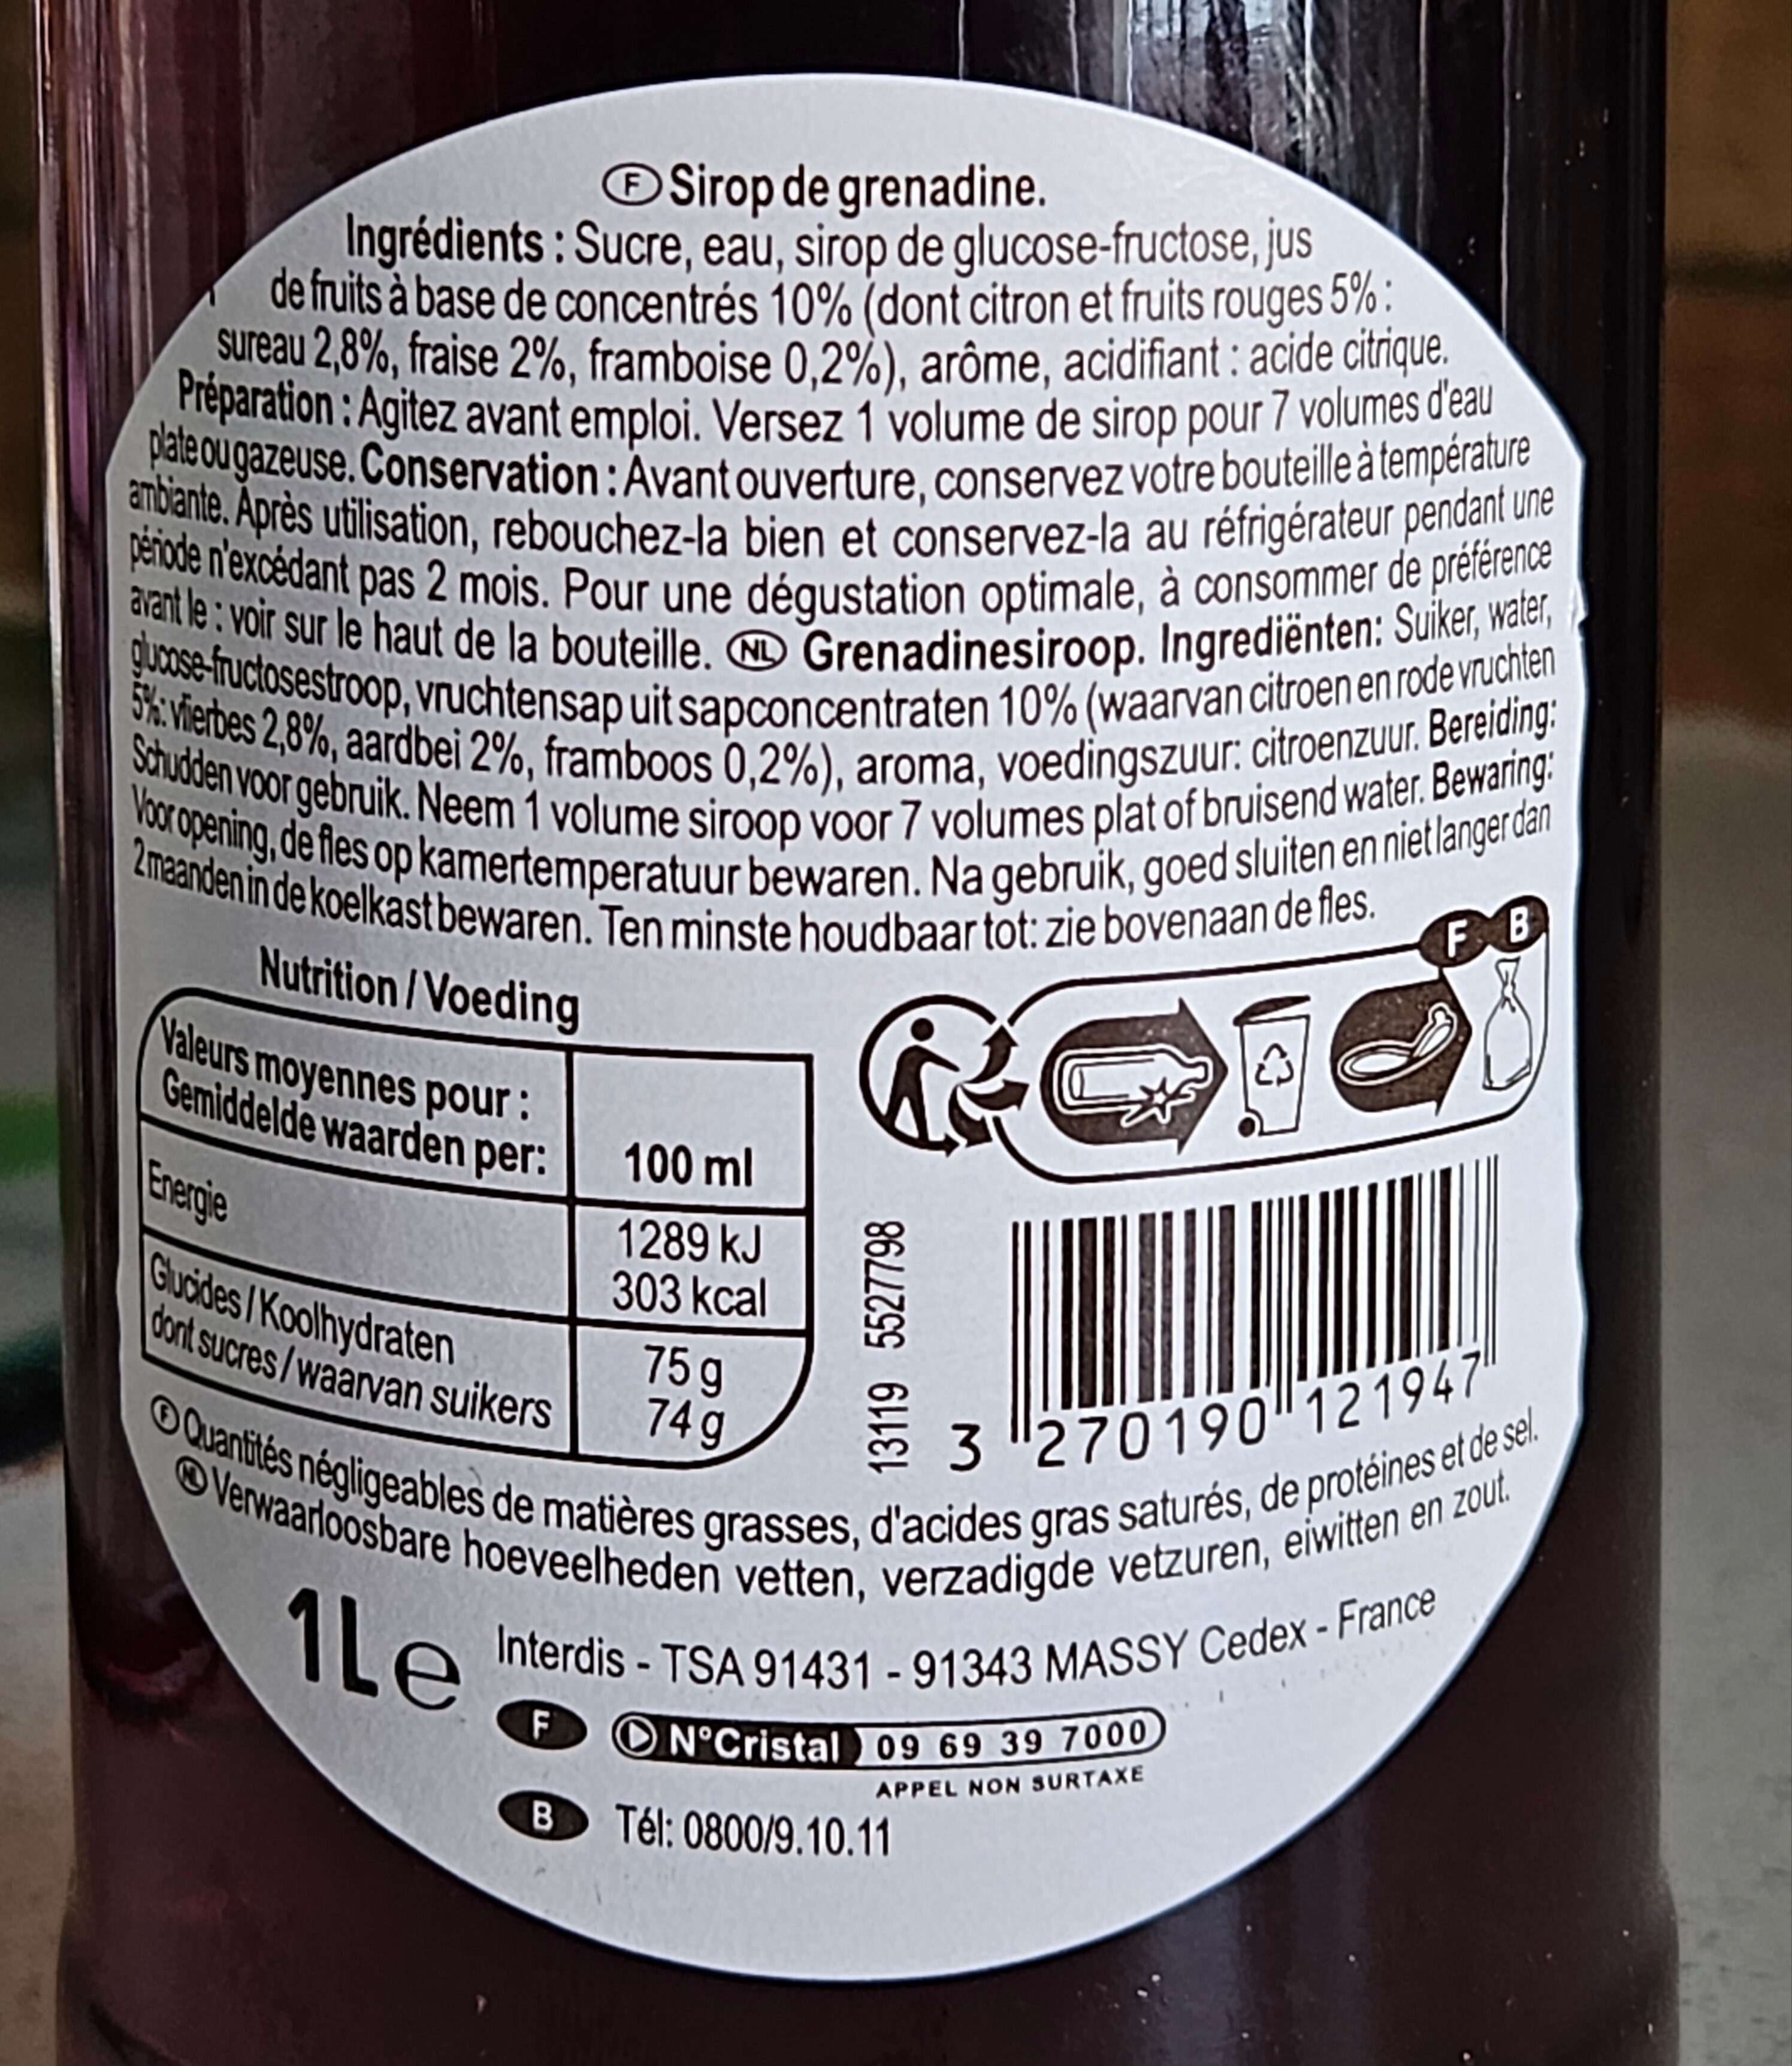 F Sirop de grenadine.
Ingrédients : Sucre, eau, sirop de glucose-fructose, jus
de fruits à base de concentrés 10% (dont citron et fruits rouges 5% :
sureau 2,8%, fraise 2%, framboise 0,2%), arôme, acidifiant : acide citrique.
Préparation : Agitez avant emploi. Versez 1 volume de sirop pour 7 volumes d'eau
plate ou gazeuse. Conservation : Avant ouverture, conservez votre bouteille à température
ambiante. Après utilisation, rebouchez-la bien et conservez-la au réfrigérateur pendant une
période n'excédant pas 2 mois. Pour une dégustation optimale, à consommer de préférence
avant le : voir sur le haut de la bouteille. NL Grenadinesiroop. Ingrediënten: Suiker, water,
glucose-fructosestroop, vruchtensap uit sapconcentraten 10% (waarvan citroen en rode vruchten
5%: vlierbes 2,8%, aardbei 2%, framboos 0,2%), aroma, voedingszuur: citroenzuur. Bereiding:
Schudden voor gebruik. Neem 1 volume siroop voor 7 volumes plat of bruisend water. Bewaring:
Voor opening, de fles op kamertemperatuur bewaren. Na gebruik, goed sluiten en niet langer dan
2 maanden in de koelkast bewaren. Ten minste houdbaar tot: zie bovenaan de fles.
F B
Nutrition / Voeding
Valeurs moyennes pour :
Gemiddelde waarden per:
100 ml
Energie
1289 kJ
303 kcal
Glucides / Koolhydraten
75 g
dont sucres / waarvan suikers
74 g
13119 5527798
3 270190 121947
F Quantités négligeables de matières grasses, d'acides gras saturés, de protéines et de sel.
NL Verwaarloosbare hoeveelheden vetten, verzadigde vetzuren, eiwitten en zout.
1L e
Interdis - TSA 91431 - 91343 MASSY Cedex - France
F N°Cristal 09 69 39 7000
APPEL NON SURTAXE
B Tél: 0800/9.10.11